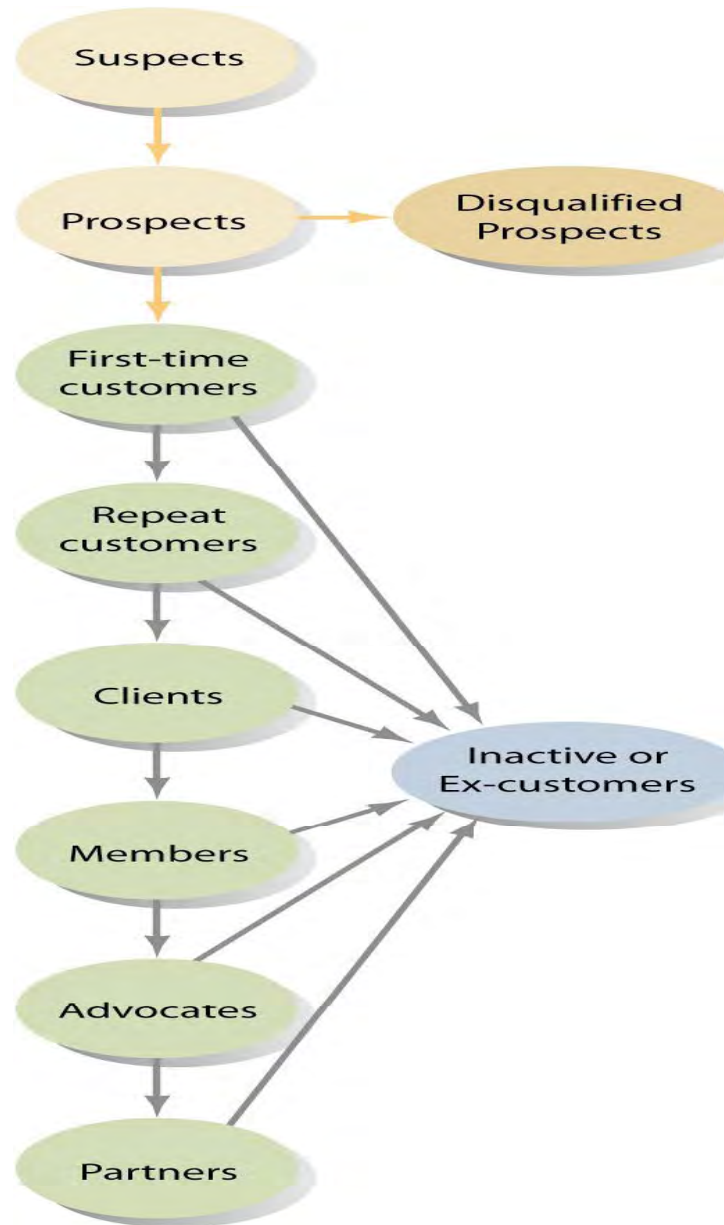 Suspects
Prospects
Disqualified
Prospects
First-time
customers
Repeat
customers
Clients
Inactive or
Ex-customers
Members
Advocates
Partners